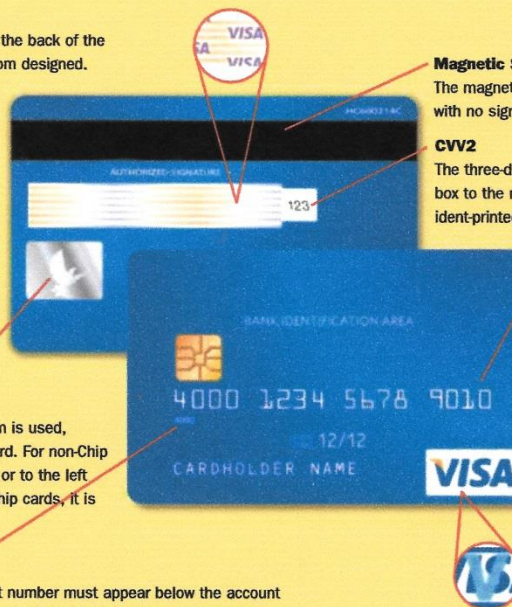 the back of the
om designed.
VISA
SA
VISA
Magnetic S
The magnet
with no sign
CVV2
The three-d
box to the r
ident-printe
AUTHORIZED SIGNATURE
123
BANK IDENTIFICATION AREA
4000 1234 5678 9010
4000
12/12
CARDHOLDER NAME
VISA
m is used,
rd. For non-Chip
or to the left
hip cards, it is
t number must appear below the account